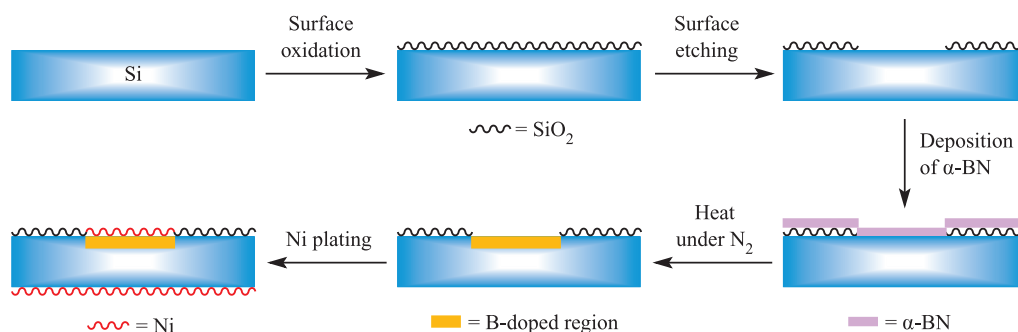 Surface
oxidation
Surface
etching
Si
= SiO₂
Deposition
of α-BN
Ni plating
Heat
under N₂
= Ni
= B-doped region
= α-BN